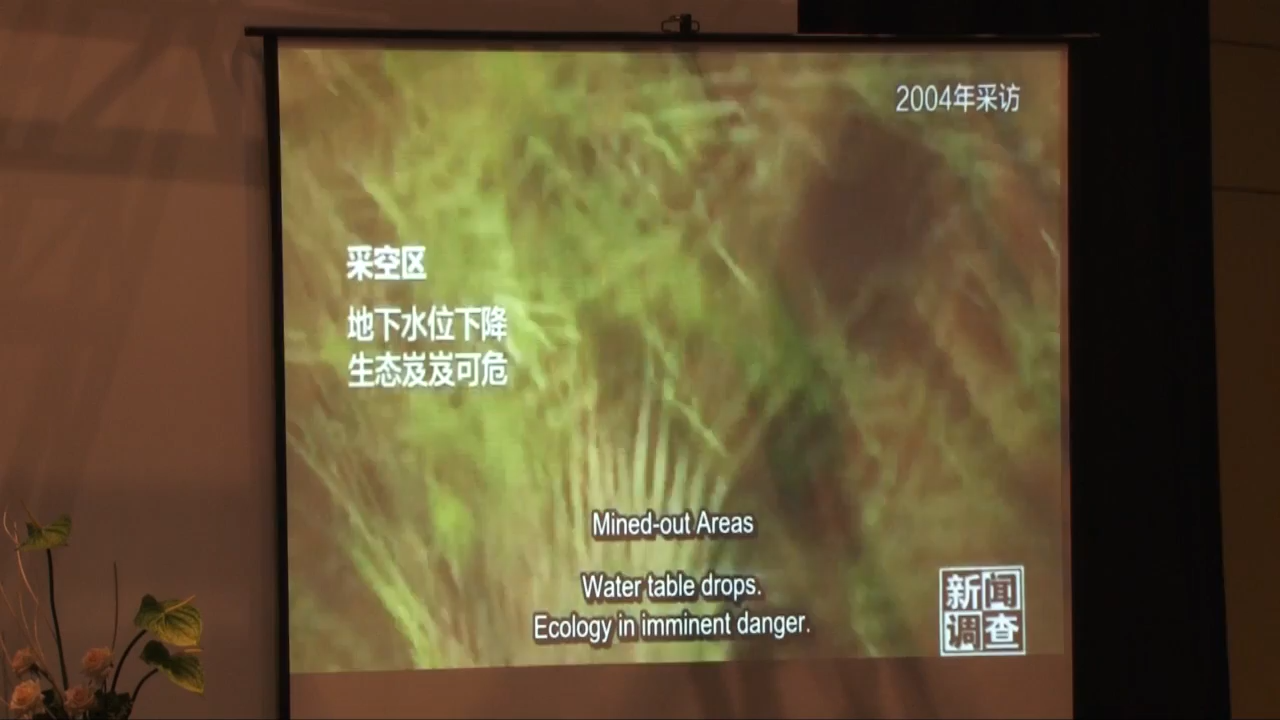 2004年采访
采空区
地下水位下降
生态岌岌可危
Mined-out Areas
Water table drops.
Ecology in imminent danger.
新闻
调查